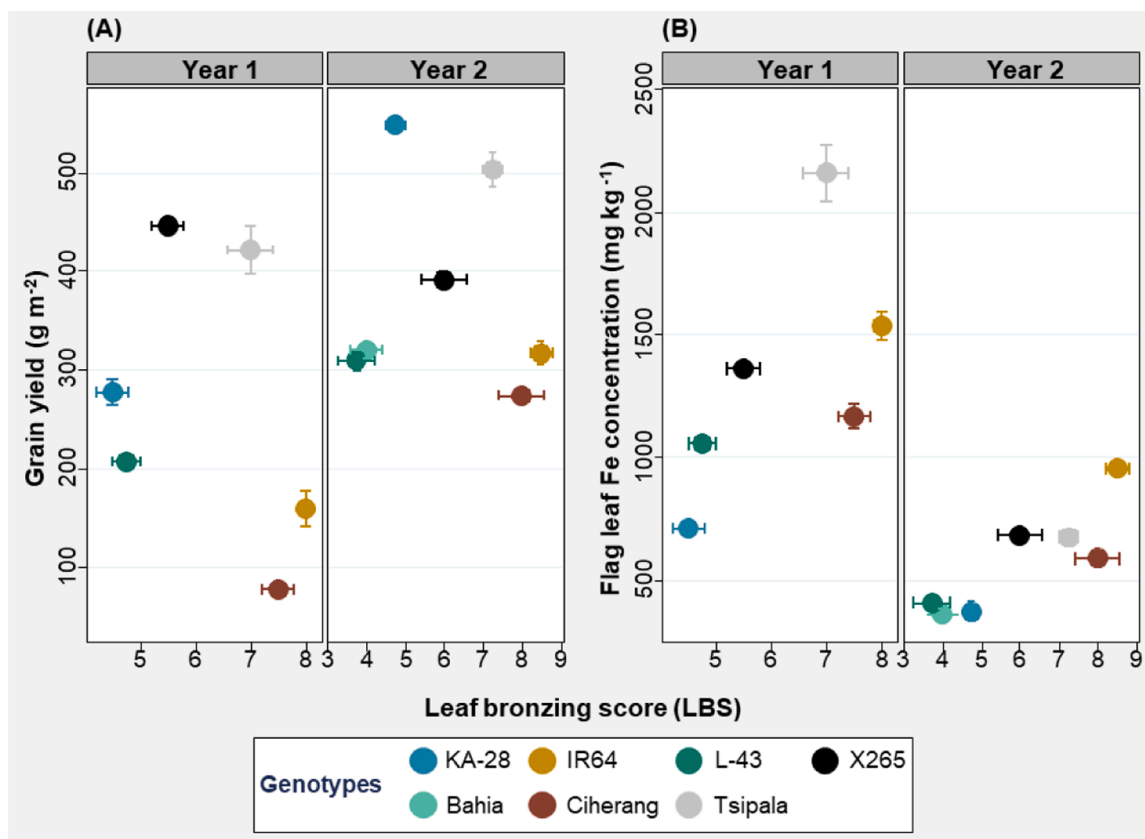 (A)
Year 1
Year 2
Grain yield (g m-2)
500
400
300
200
100
5
6
7
8
3
4
5
6
7
8
9
(B)
Year 1
Year 2
Flag leaf Fe concentration (mg kg-1)
2500
2000
1500
1000
500
5
6
7
8
3
4
5
6
7
8
9
Leaf bronzing score (LBS)
Genotypes
KA-28
IR64
L-43
X265
Bahia
Ciherang
Tsipala